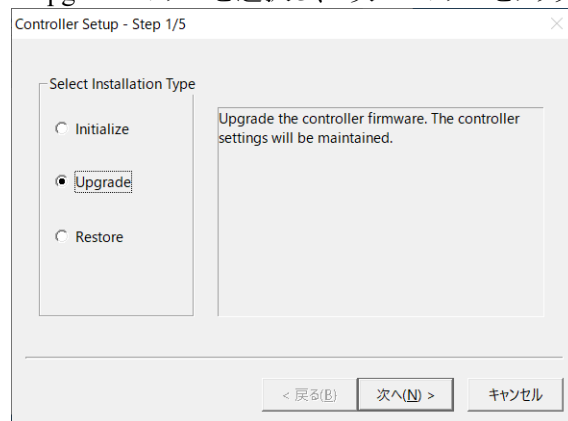 Controller Setup - Step 1/5
Select Installation Type
Initialize
Upgrade
Restore
Upgrade the controller firmware. The controller
settings will be maintained.
< 戻る(B)
次へ(N) >
キャンセル